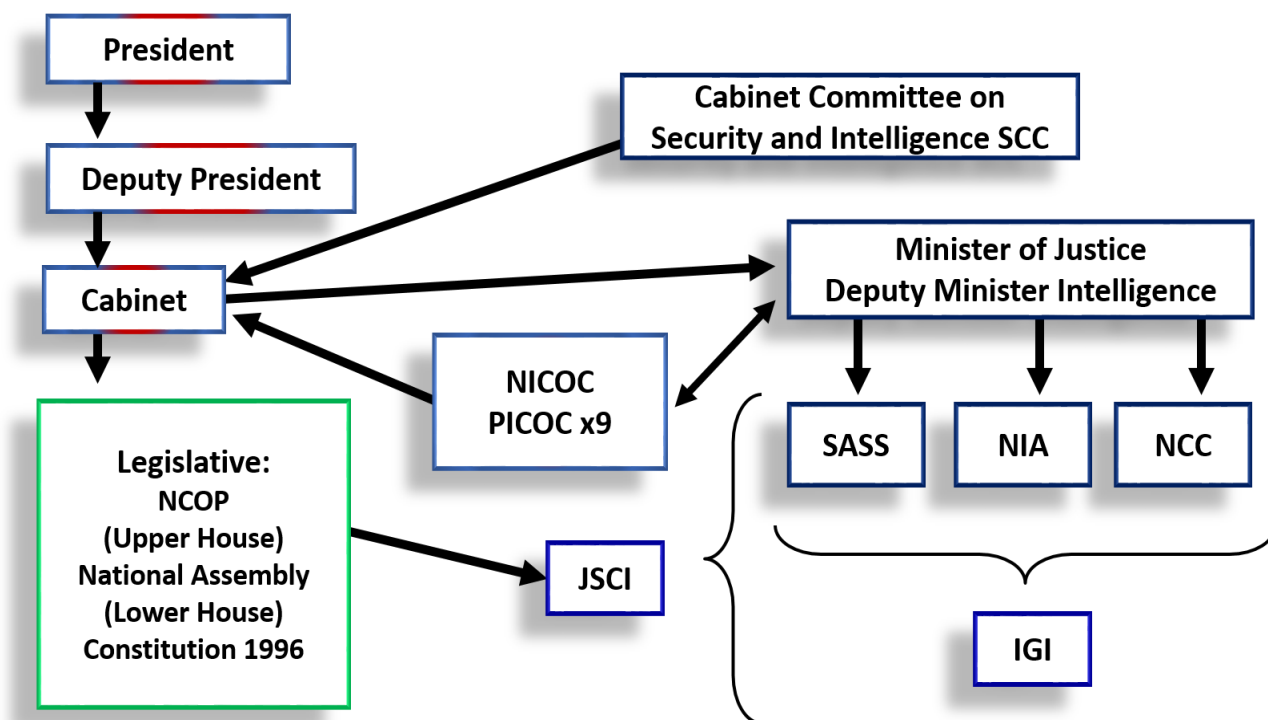 President
Deputy President
Cabinet
Cabinet Committee on
Security and Intelligence SCC
Minister of Justice
Deputy Minister Intelligence
NICOC
PICOC x9
SASS
NIA
NCC
Legislative:
NCOP
(Upper House)
National Assembly
(Lower House)
Constitution 1996
JSCI
IGI